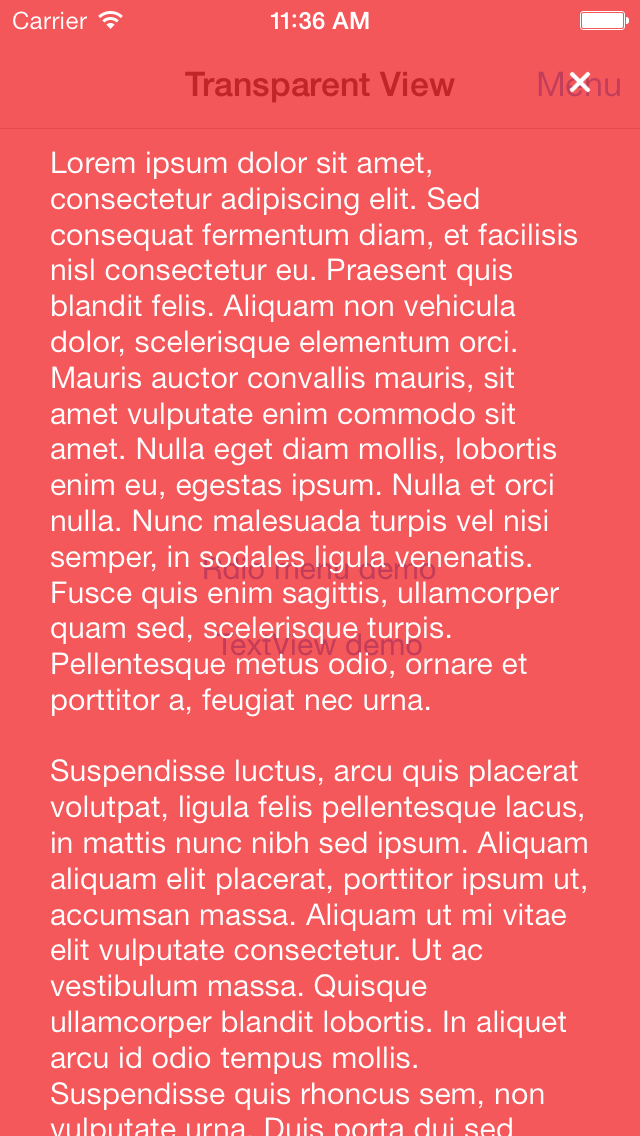 Carrier 11:36 AM
Transparent View Menu
Lorem ipsum dolor sit amet,
consectetur adipiscing elit. Sed
consequat fermentum diam, et facilisis
nisl consectetur eu. Praesent quis
blandit felis. Aliquam non vehicula
dolor, scelerisque elementum orci.
Mauris auctor convallis mauris, sit
amet vulputate enim commodo sit
amet. Nulla eget diam mollis, lobortis
enim eu, egestas ipsum. Nulla et orci
nulla. Nunc malesuada turpis vel nisi
semper, in sodales ligula venenatis.
Rdio menu demo
Fusce quis enim sagittis, ullamcorper
quam sed, scelerisque turpis.
TextView demo
Pellentesque metus odio, ornare et
porttitor a, feugiat nec urna.
Suspendisse luctus, arcu quis placerat
volutpat, ligula felis pellentesque lacus,
in mattis nunc nibh sed ipsum. Aliquam
aliquam elit placerat, porttitor ipsum ut,
accumsan massa. Aliquam ut mi vitae
elit vulputate consectetur. Ut ac
vestibulum massa. Quisque
ullamcorper blandit lobortis. In aliquet
arcu id odio tempus mollis.
Suspendisse quis rhoncus sem, non
vulputate urna. Duis porta dui sed